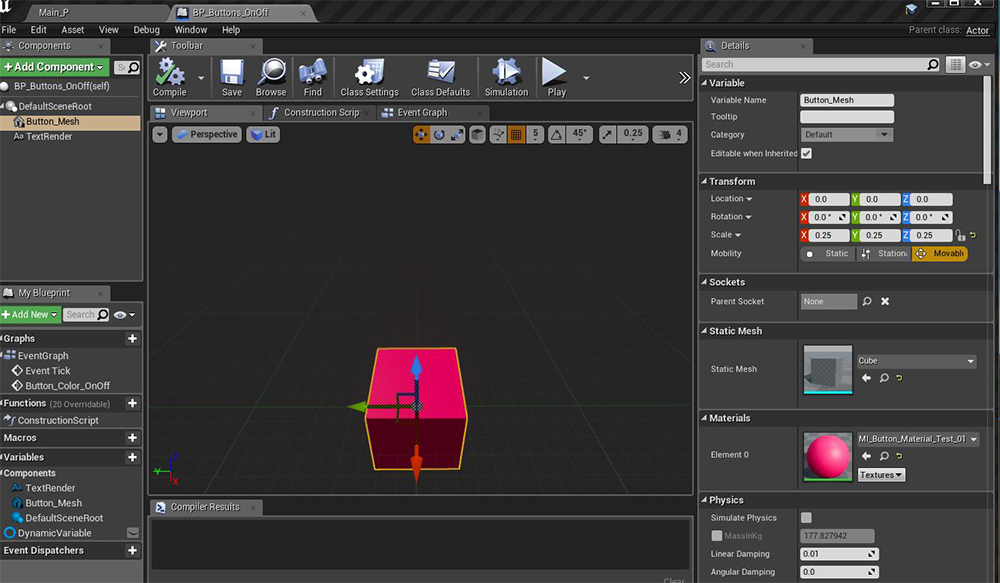 Main_P
BP_Buttons_OnOff
File Edit Asset View Debug Window Help
Parent class: Actor
Components
+Add Component
BP_Buttons_OnOff(self)
DefaultSceneRoot
Button_Mesh
TextRender
My Blueprint
+Add New
Search
Graphs
EventGraph
Event Tick
Button_Color_OnOff
Functions (20 Overridable)
ConstructionScript
Macros
Variables
Components
TextRender
Button_Mesh
DefaultSceneRoot
DynamicVariable
Event Dispatchers
Toolbar
Compile Save Browse Find Class Settings Class Defaults Simulation Play
Viewport Construction Scrip Event Graph
Perspective Lit
5 45° 0.25 4
Y Z X
Compiler Results
Clear
Details
Search
Variable
Variable Name Button_Mesh
Tooltip
Category Default
Editable when Inherited
Transform
Location X 0.0 Y 0.0 Z 0.0
Rotation X 0.0 ° Y 0.0 ° Z 0.0 °
Scale X 0.25 Y 0.25 Z 0.25
Mobility Static Station Movable
Sockets
Parent Socket None
Static Mesh
Static Mesh Cube
Materials
Element 0 MI_Button_Material_Test_01
Textures
Physics
Simulate Physics
MassInKg 177.827942
Linear Damping 0.01
Angular Damping 0.0